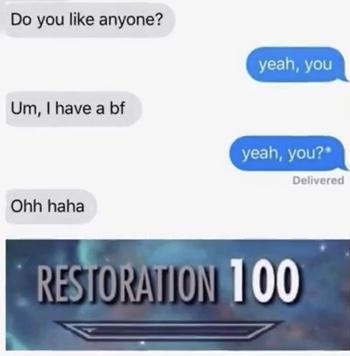 Do you like anyone?
yeah, you
Um, I have a bf
yeah, you?*
Delivered
Ohh haha
RESTORATION 100